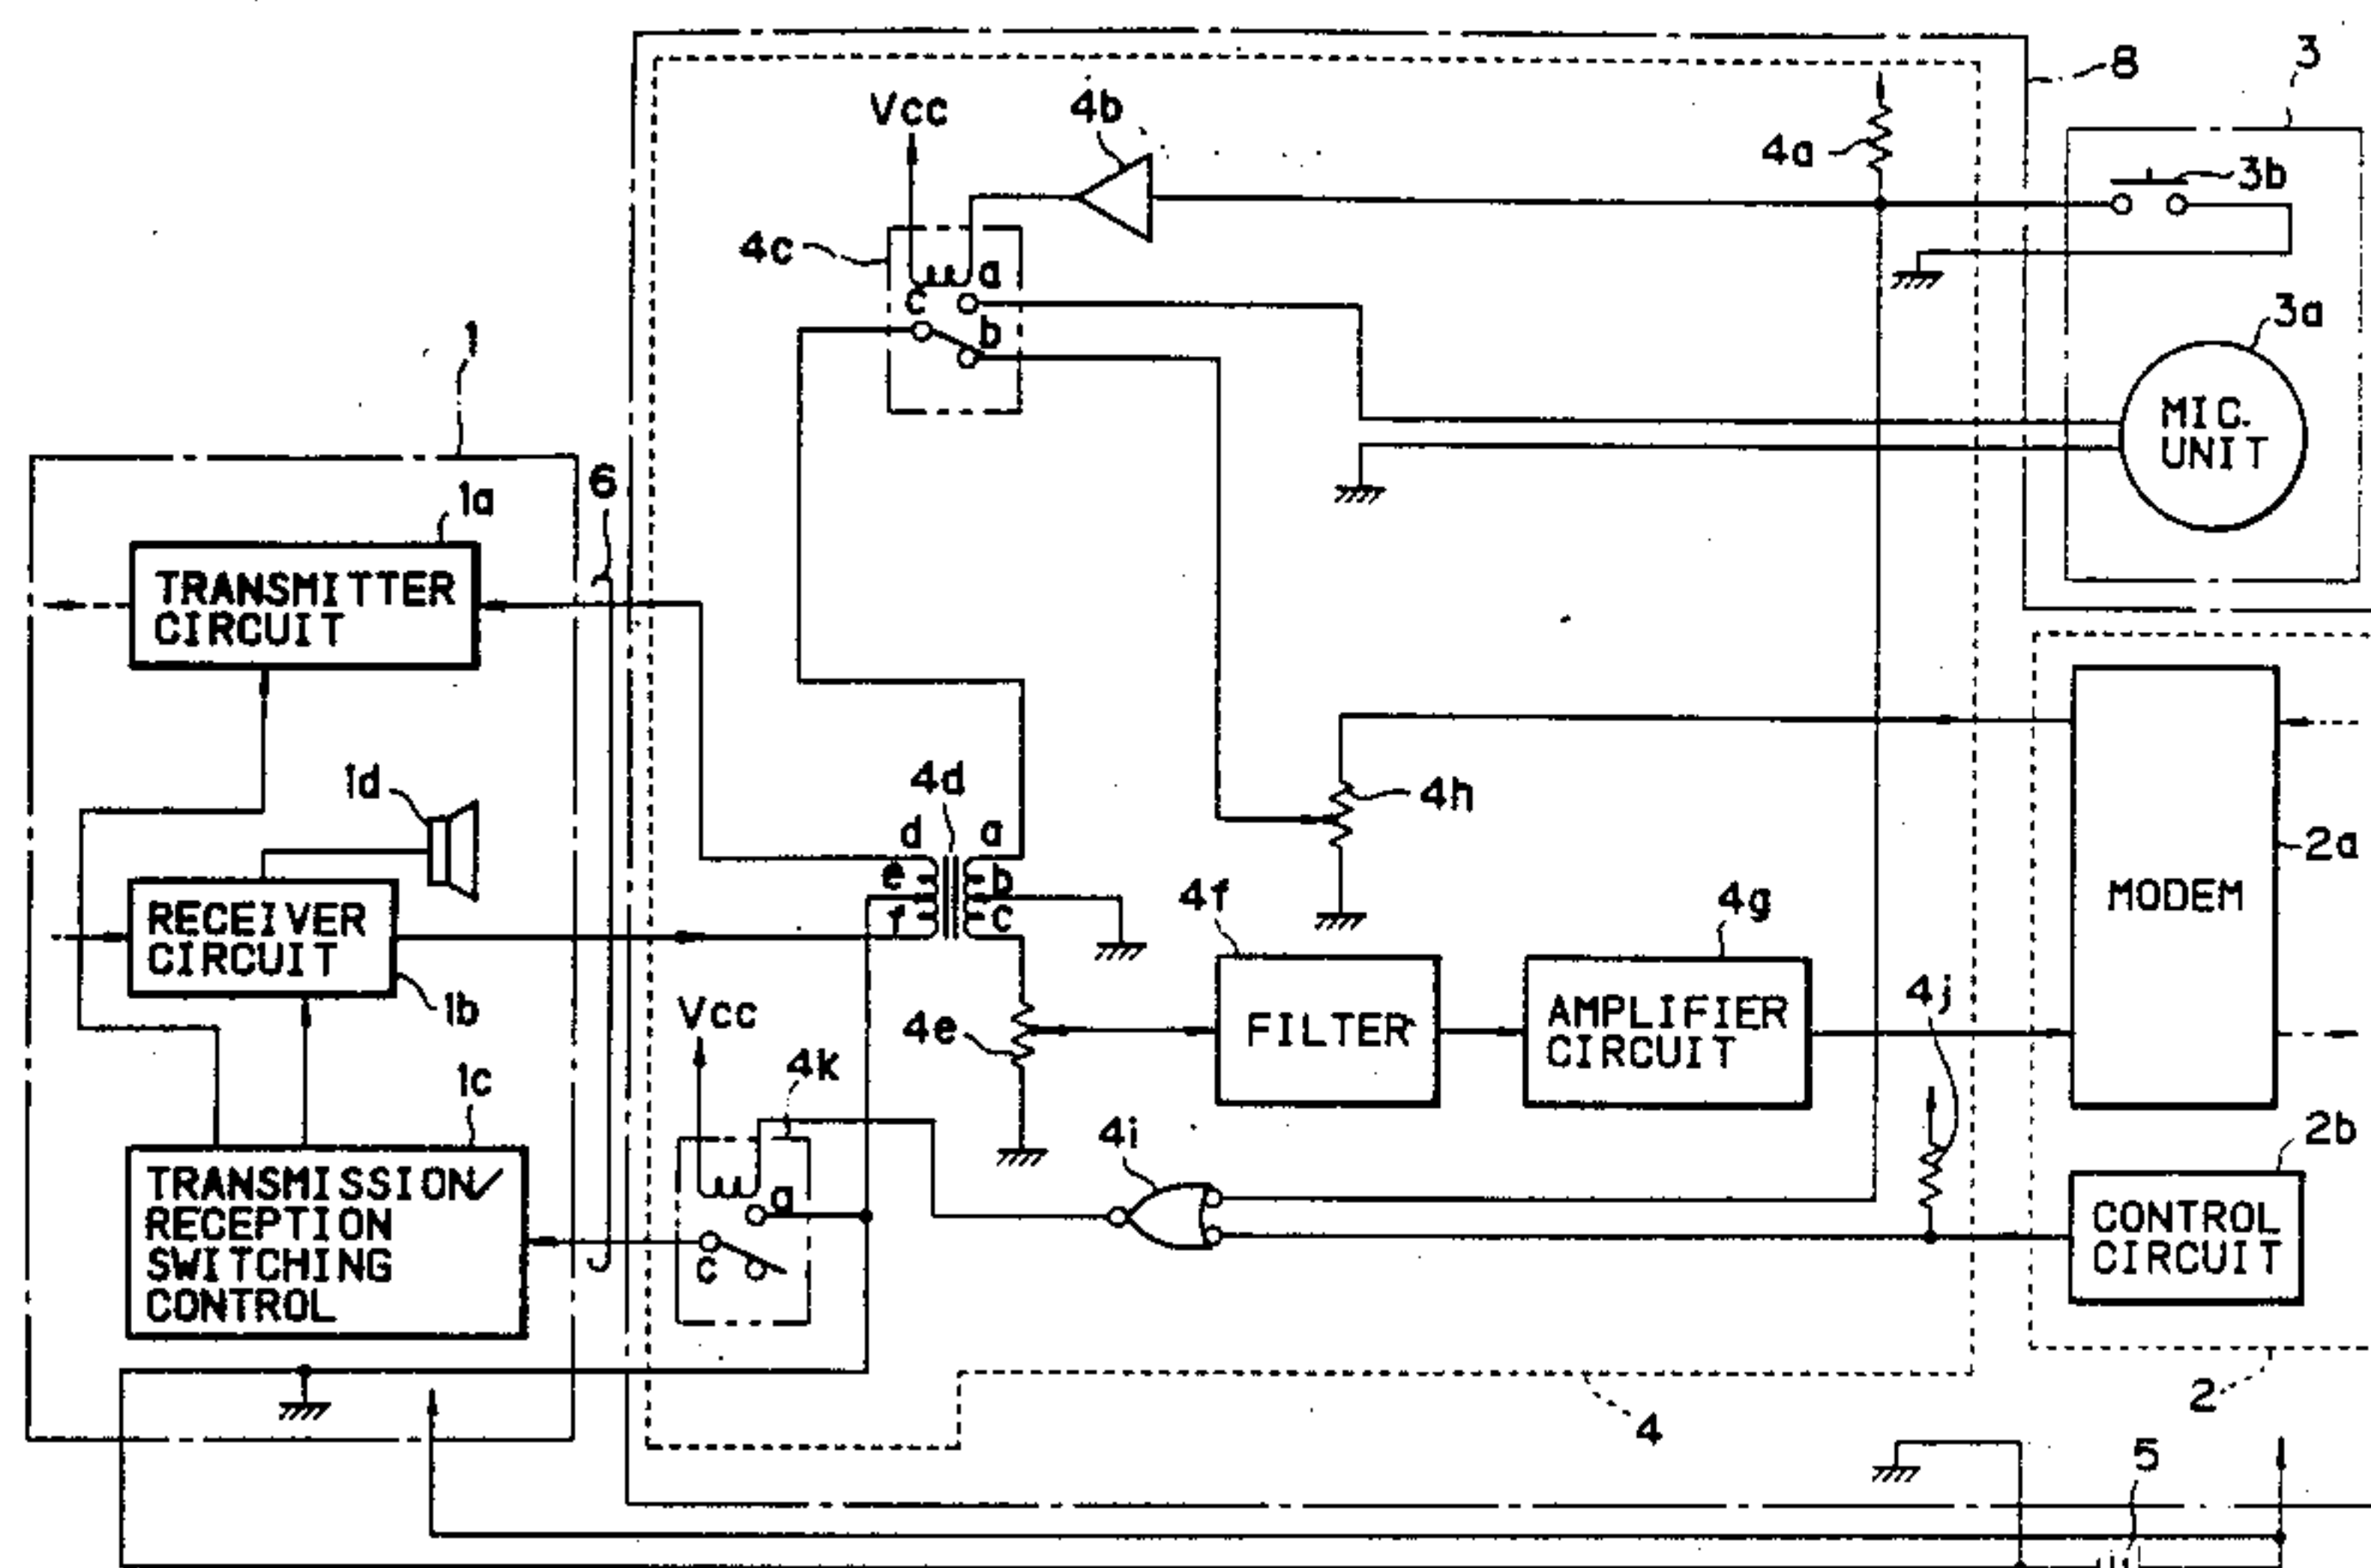 8
3
Vcc
4b
4a
3b
4c
a
c
b
3a
MIC.
UNIT
1
6
1a
TRANSMITTER
CIRCUIT
1d
4d
4h
d
a
e
b
f
c
2a
MODEM
RECEIVER
CIRCUIT
1b
4f
4g
Vcc
4e
FILTER
AMPLIFIER
CIRCUIT
4j
4k
1c
4i
2b
TRANSMISSION/
RECEPTION
SWITCHING
CONTROL
a
c
CONTROL
CIRCUIT
4
2
5